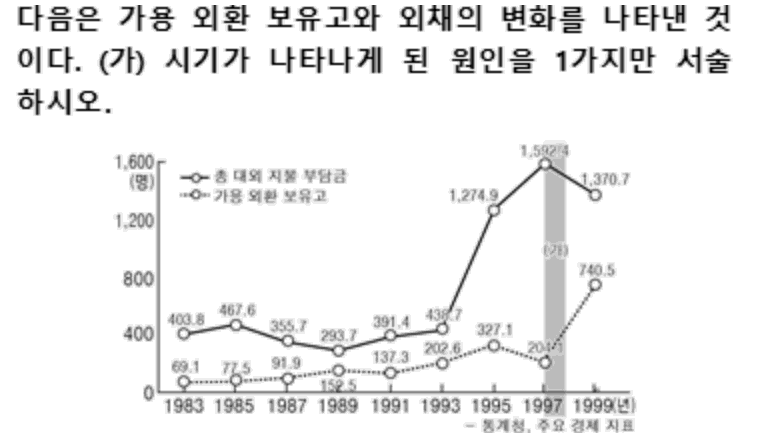 다음은 가용 외환 보유고와 외채의 변화를 나타낸 것
이다. (가) 시기가 나타나게 된 원인을 1가지만 서술
하시오.
1,600
(명)
총 대외 지불 부담금
가용 외환 보유고
1,592.4
1,370.7
1,274.9
1,200
(가)
800
740.5
467.6
403.8
355.7
293.7
391.4
438.7
400
327.1
204.1
202.6
137.3
152.5
91.9
77.5
69.1
0
1983 1985 1987 1989 1991 1993 1995 1997 1999(년)
– 통계청, 주요 경제 지표